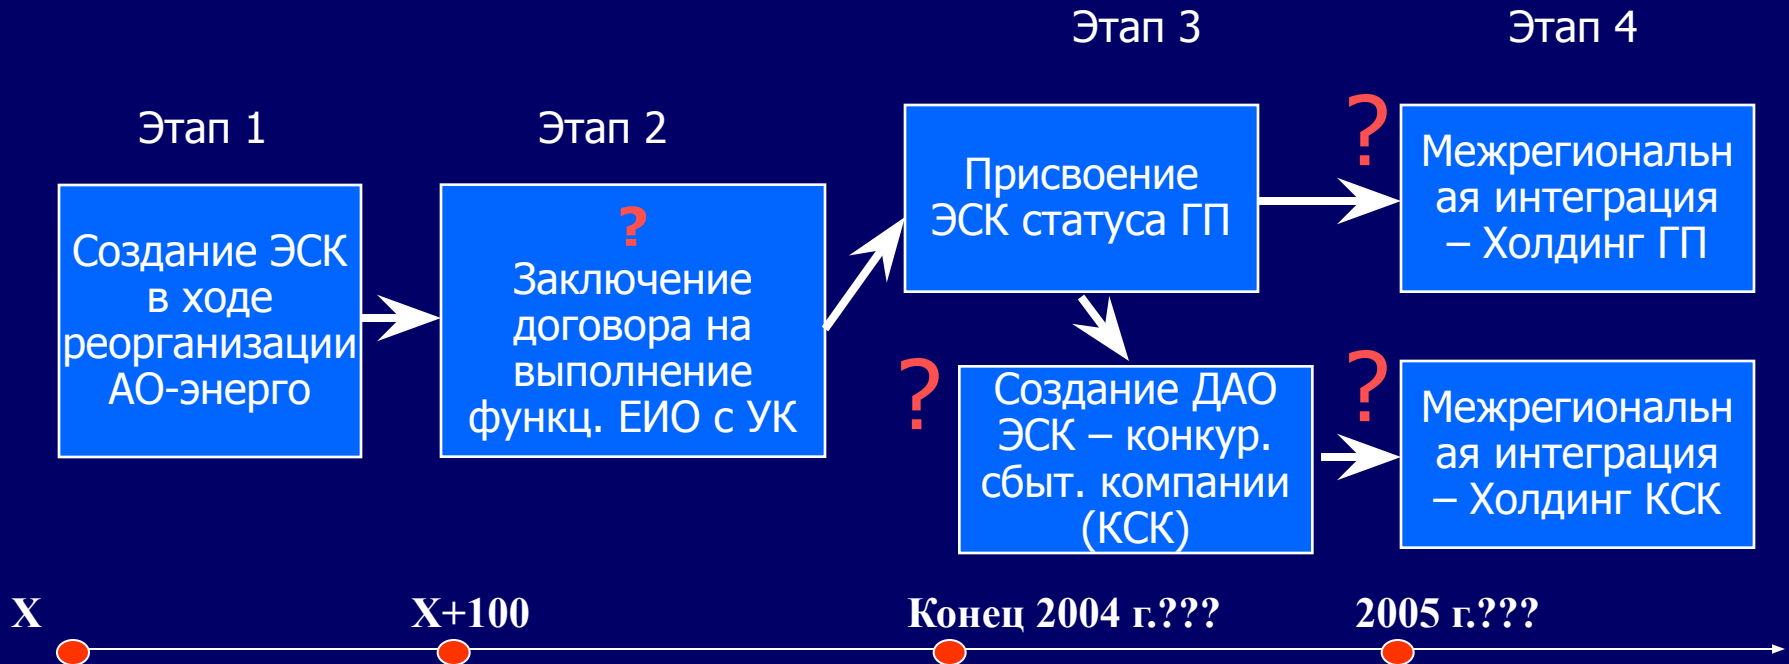 Этап 1
Создание ЭСК
в ходе
реорганизации
АО-энерго
Этап 2
?
Заключение
договора на
выполнение
функц. ЕИО с УК
Этап 3
Присвоение
ЭСК статуса ГП
?
Создание ДАО
ЭСК – конкур.
сбыт. компании
(КСК)
Этап 4
?
Межрегиональн
ая интеграция
– Холдинг ГП
?
Межрегиональн
ая интеграция
– Холдинг КСК
X
X+100
Конец 2004 г.???
2005 г.???